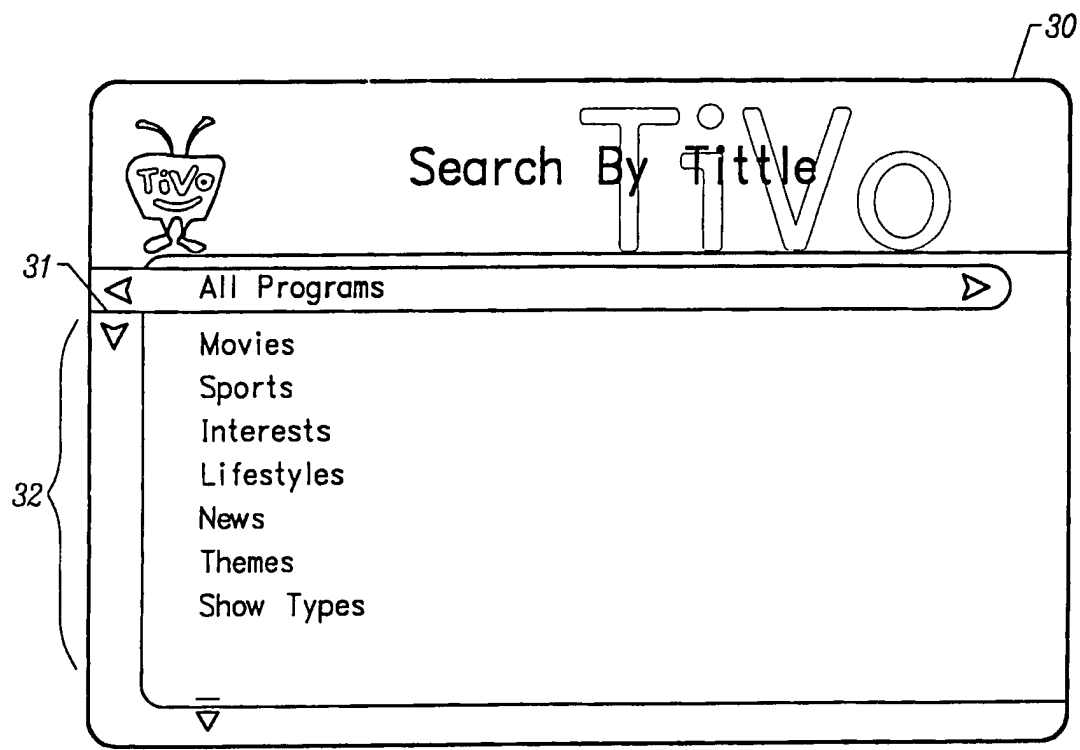 30
TiVo
TiVo
Search By Tittle
31
All Programs
Movies
Sports
Interests
Lifestyles
32
News
Themes
Show Types